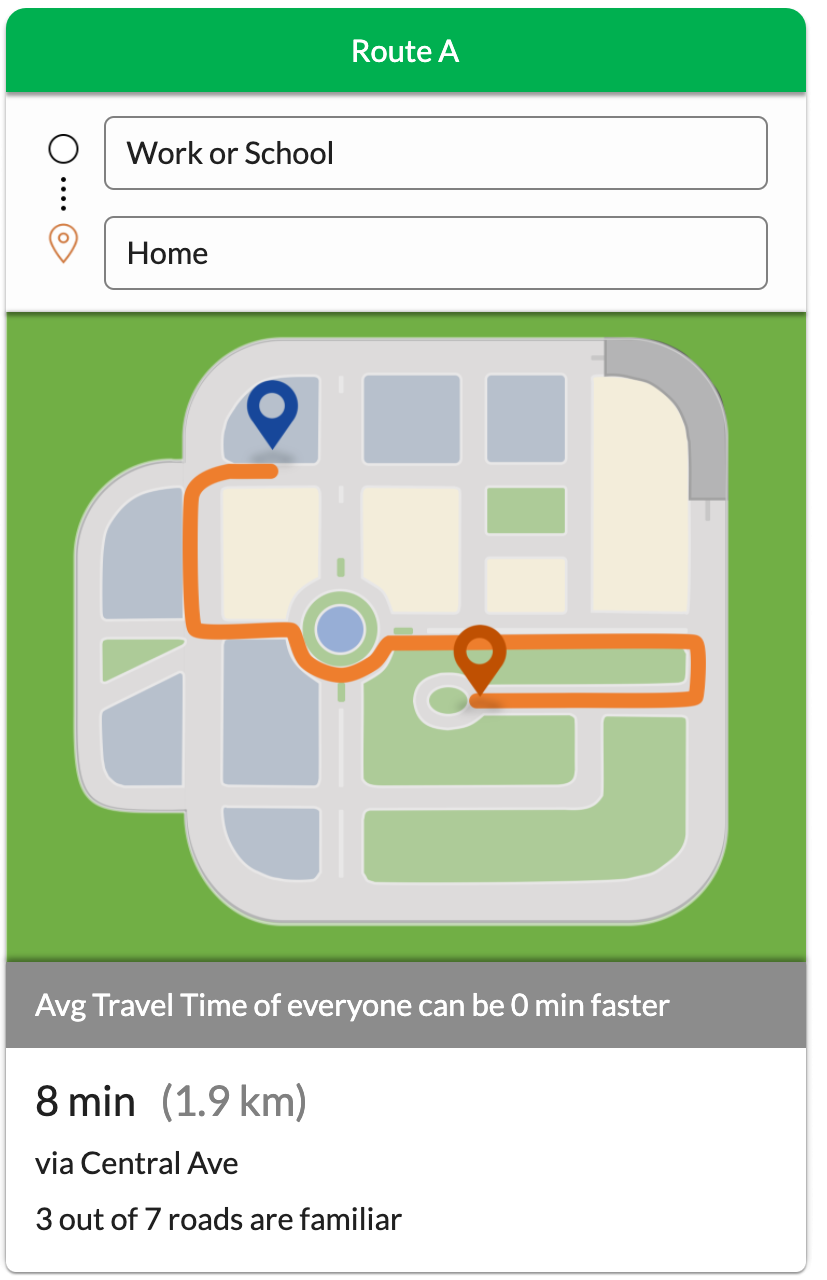 Route A
Work or School
Home
Avg Travel Time of everyone can be 0 min faster
8 min (1.9 km)
via Central Ave
3 out of 7 roads are familiar